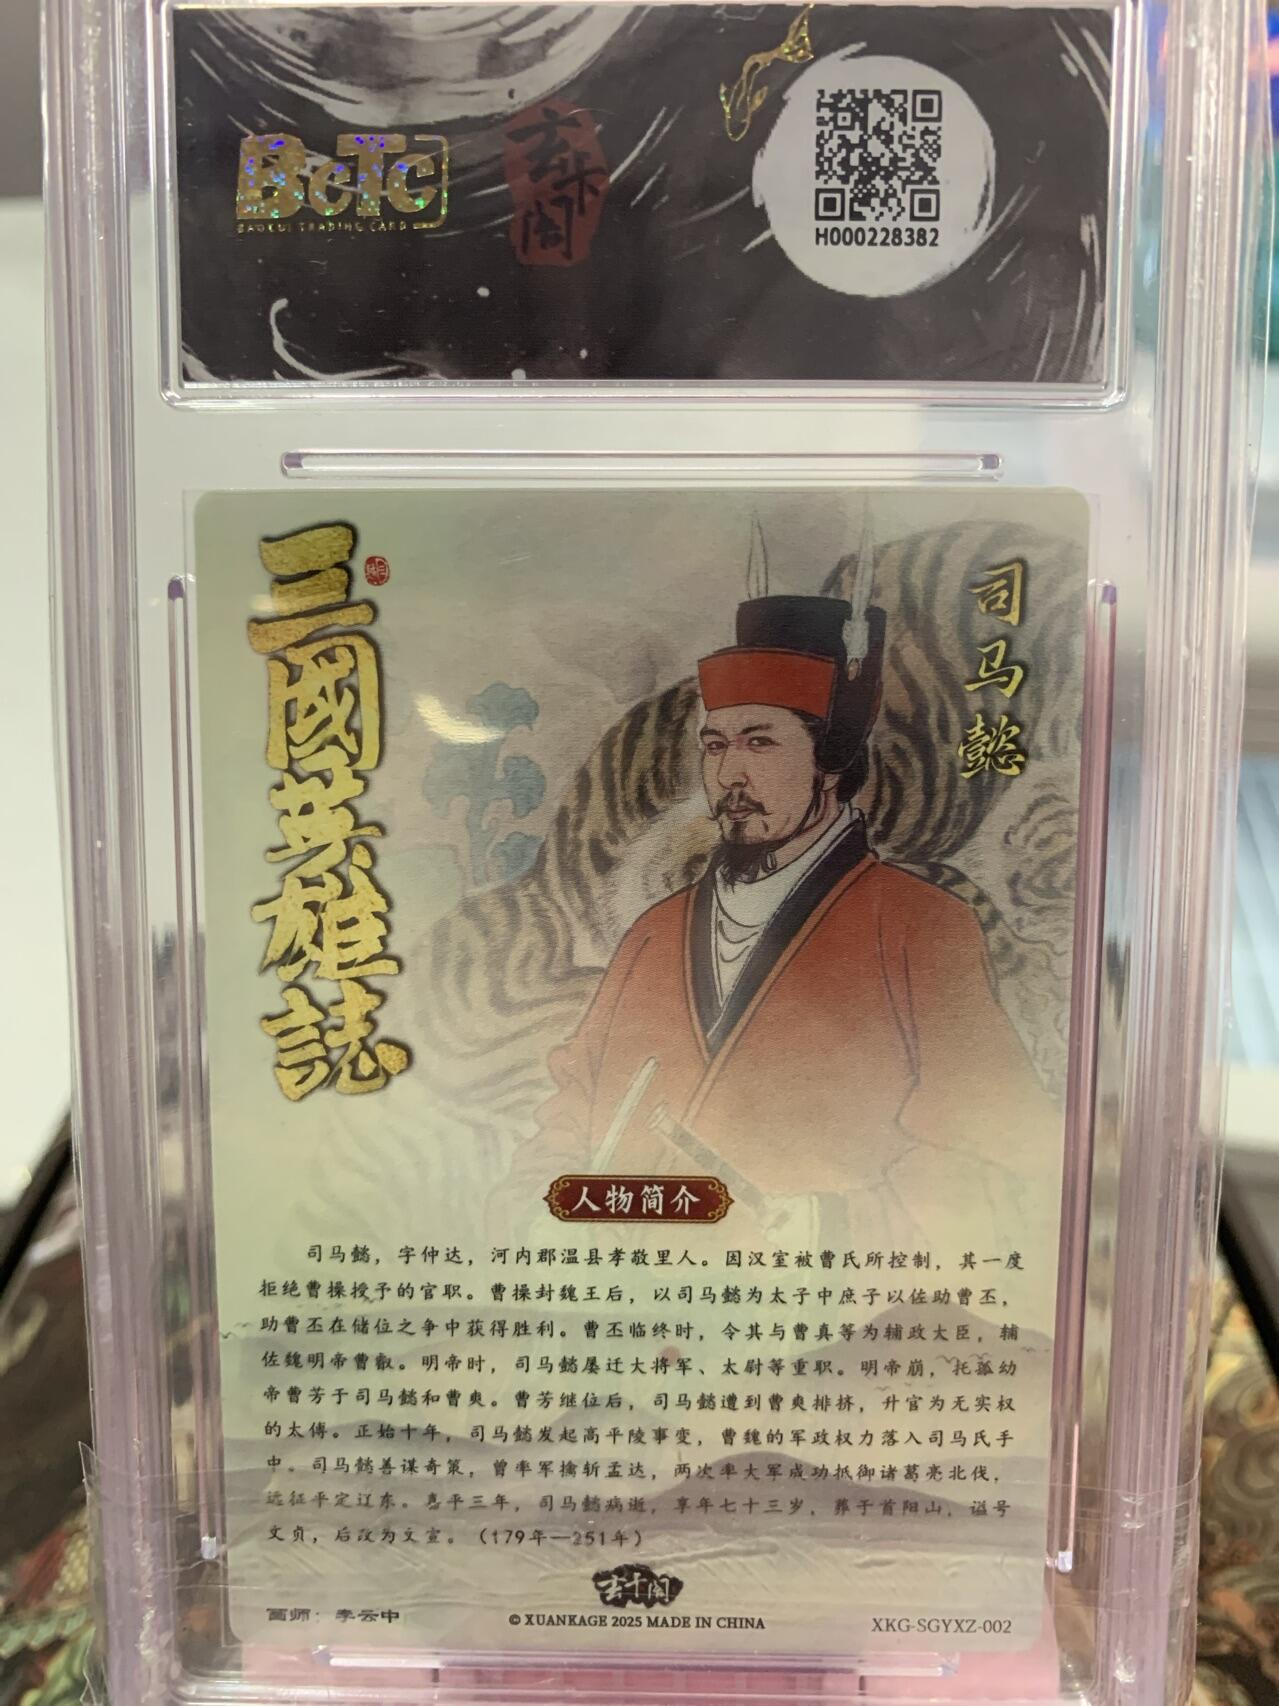 BcTc
BAOKUI TRADING CARD
玄卡阁
H000228382
三國英雄誌
司马懿
人物简介
司马懿，字仲达，河内郡温县孝敬里人。因汉室被曹氏所控制，其一度
拒绝曹操授予的官职。曹操封魏王后，以司马懿为太子中庶子以佐助曹丕，
助曹丕在储位之争中获得胜利。曹丕临终时，令其与曹真等为辅政大臣，辅
佐魏明帝曹叡。明帝时，司马懿屡迁大将军、太尉等重职。明帝崩，托孤幼
帝曹芳于司马懿和曹爽。曹芳继位后，司马懿遭到曹爽排挤，升官为无实权
的太傅。正始十年，司马懿发起高平陵事变，曹魏的军政权力落入司马氏手
中。司马懿善谋奇策，曾率军擒斩孟达，两次率大军成功抵御诸葛亮北伐，
远征平定辽东。嘉平三年，司马懿病逝，享年七十三岁，葬于首阳山，谥号
文贞，后改为文宣。（179年—251年）
玄卡阁
画师：李云中
© XUANKAGE 2025 MADE IN CHINA
XKG-SGYXZ-002